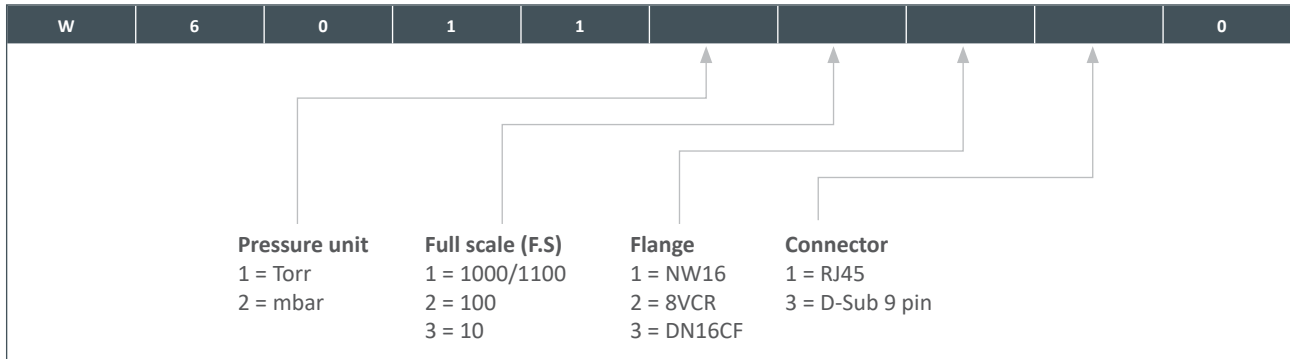 W 6 0 1 1 0
Pressure unit Full scale (F.S) Flange Connector
1 = Torr 1 = 1000/1100 1 = NW16 1 = RJ45
2 = mbar 2 = 100 2 = 8VCR 3 = D-Sub 9 pin
3 = 10 3 = DN16CF